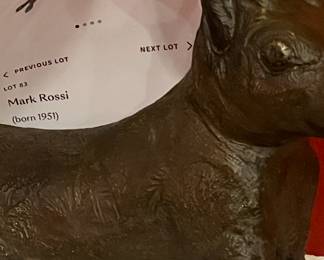 NEXT LOT >
< PREVIOUS LOT
LOT 83
Mark Rossi
(born 1951)